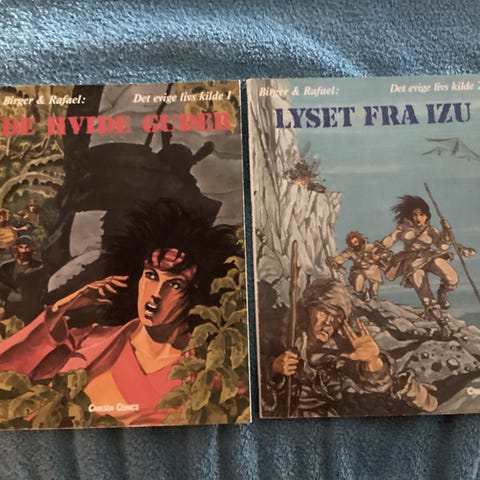 Birger & Rafael: Det evige livs kilde 1
DE HVIDE GUDER
CARLSEN COMICS
Birger & Rafael: Det evige livs kilde
LYSET FRA IZU